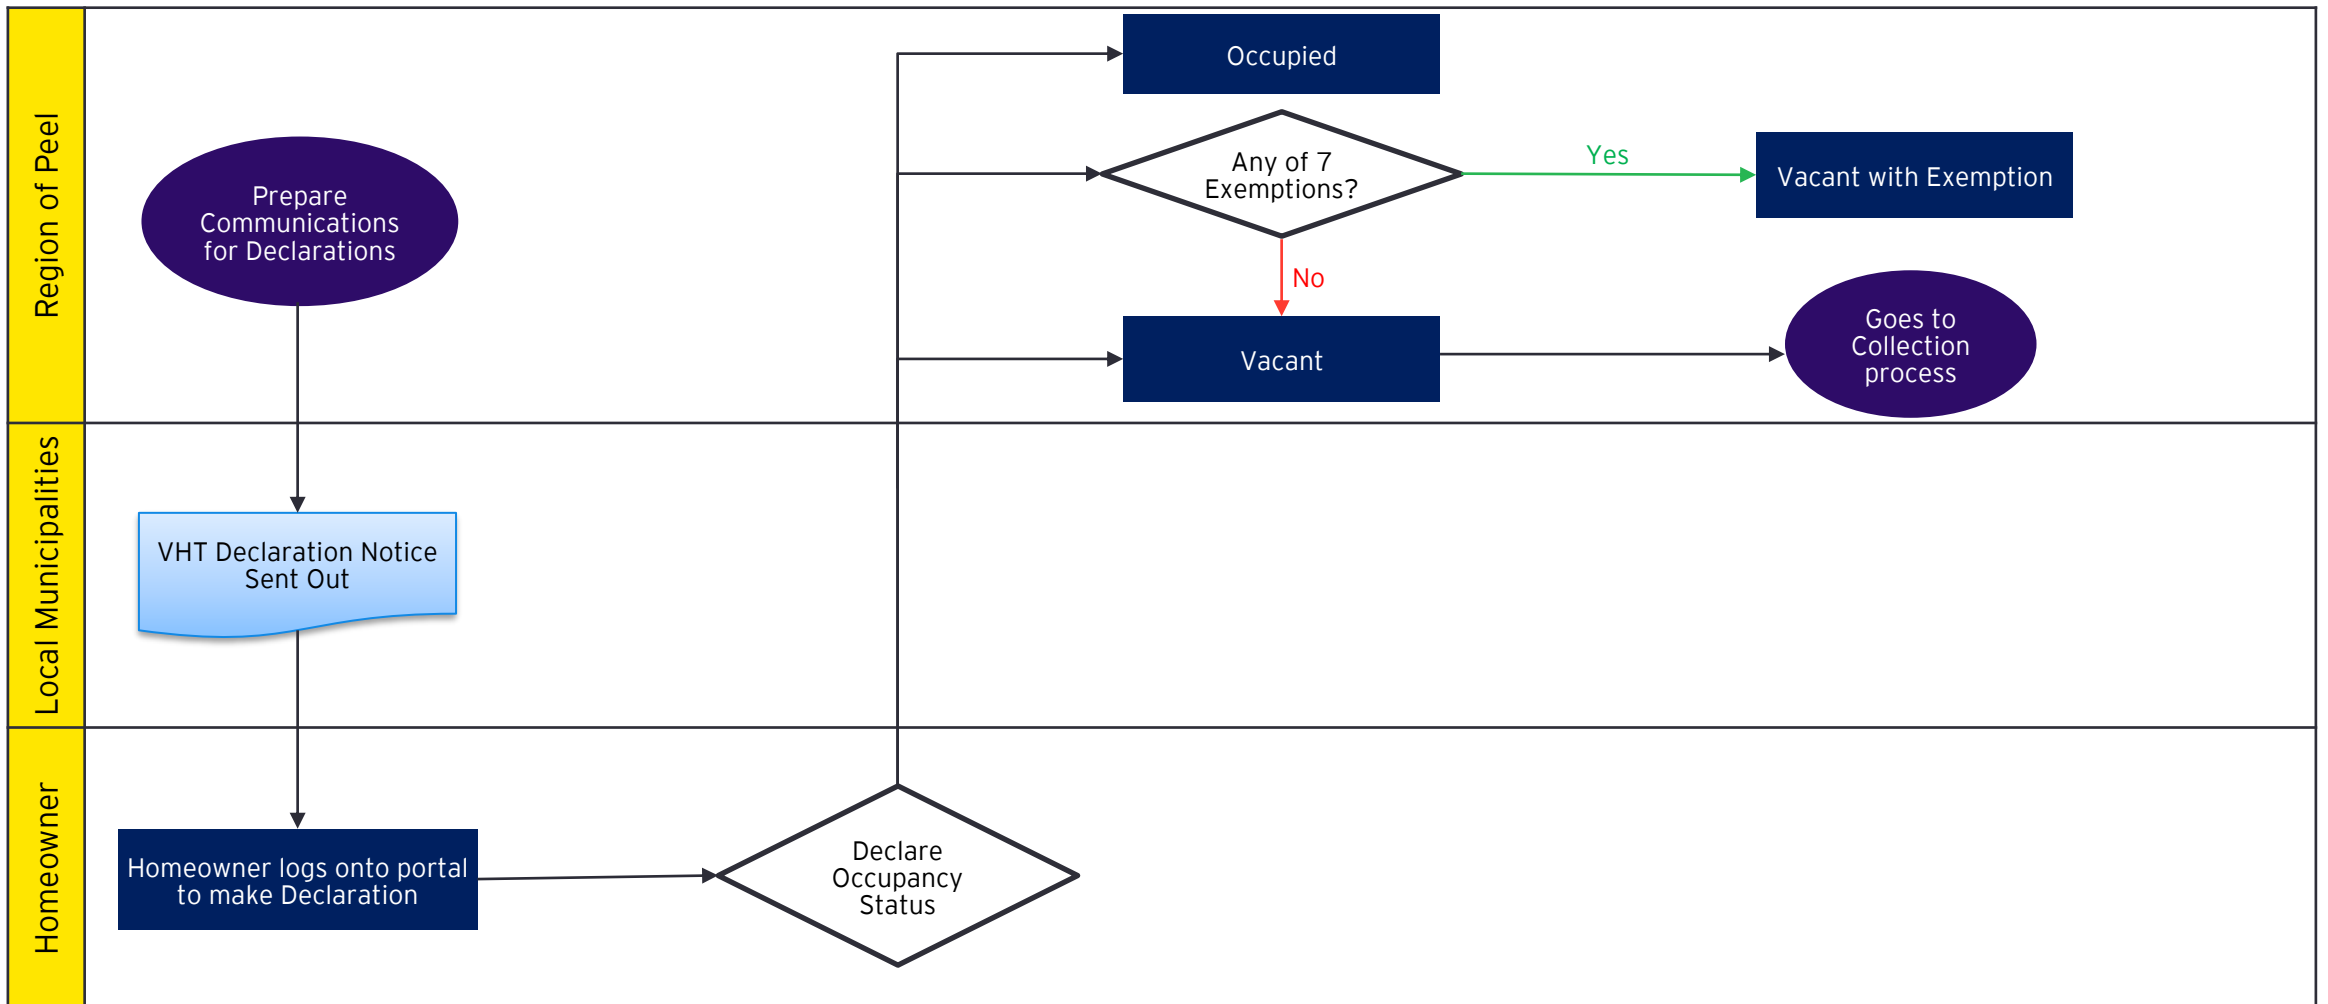 Region of Peel
Prepare
Communications
for Declarations
Occupied
Any of 7
Exemptions?
Yes
Vacant with Exemption
No
Vacant
Goes to
Collection
process
Local Municipalities
VHT Declaration Notice
Sent Out
Homeowner
Homeowner logs onto portal
to make Declaration
Declare
Occupancy
Status